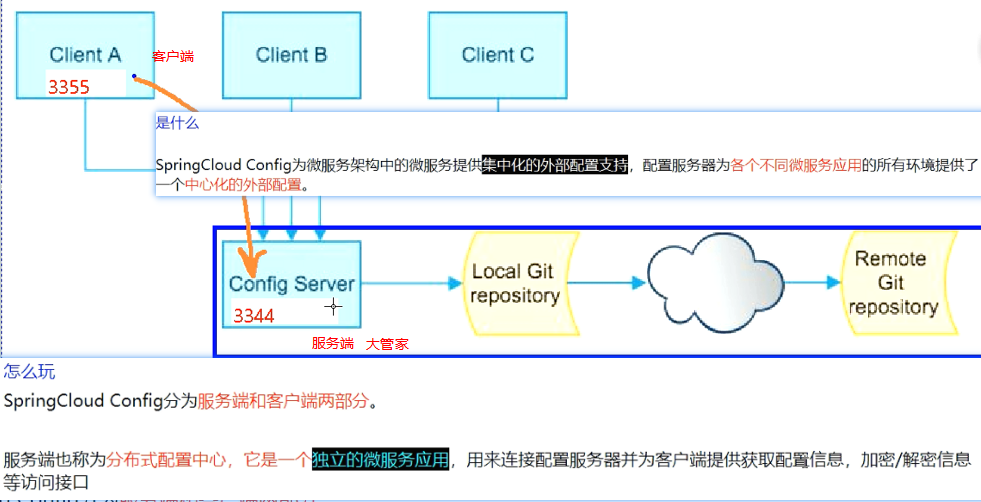 Client A
客户端
Client B
Client C
3355
是什么
SpringCloud Config为微服务架构中的微服务提供集中化的外部配置支持，配置服务器为各个不同微服务应用的所有环境提供了
一个中心化的外部配置。
Config Server
3344
服务端 大管家
Local Git
repository
Remote
Git
repository
怎么玩
SpringCloud Config分为服务端和客户端两部分。
服务端也称为分布式配置中心，它是一个独立的微服务应用，用来连接配置服务器并为客户端提供获取配置信息，加密/解密信息
等访问接口